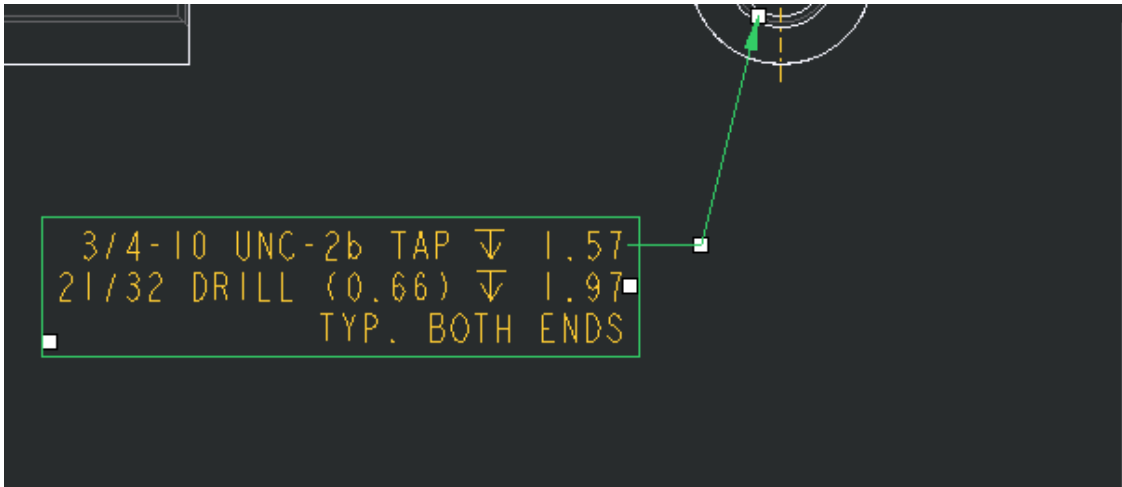 3/4-10 UNC-2b TAP ↧ 1.57
21/32 DRILL (0.66) ↧ 1.97
TYP. BOTH ENDS